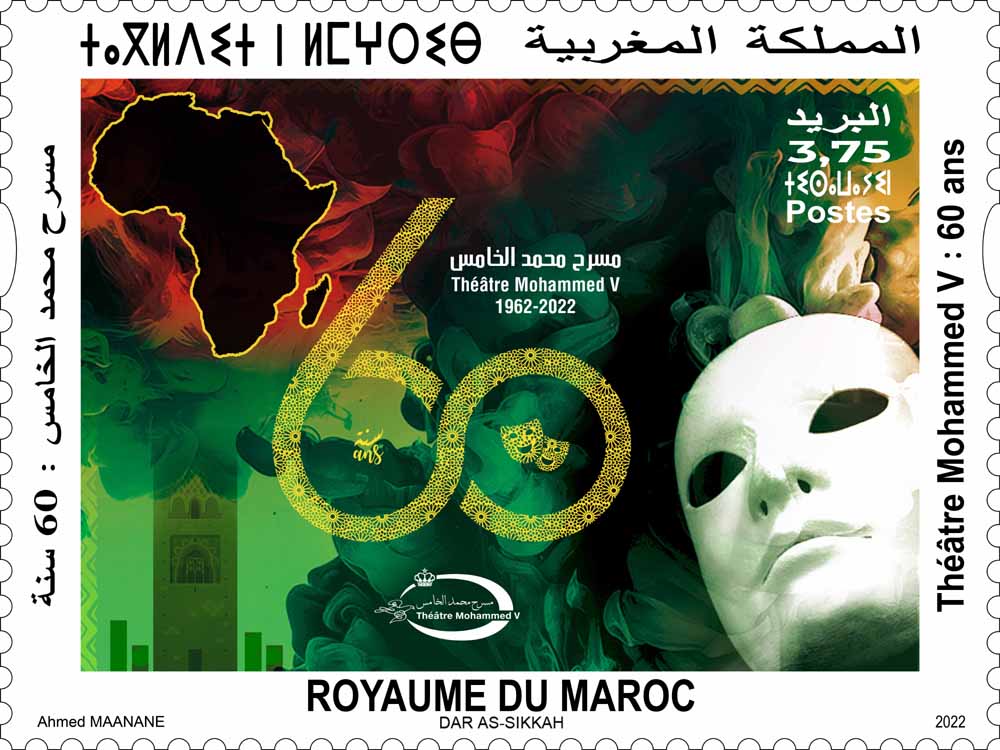 ⵜⴰⴳⵍⴷⵉⵜ ⵏ ⵍⵎⵖⵔⵉⴱ
المملكة المغربية
مسرح محمد الخامس : 60 سنة
البريد
3,75
ⵜⵉⵙⴰⵡⴰⵢⵉⵏ
Postes
مسرح محمد الخامس
Théâtre Mohammed V
1962-2022
60
سنة
ans
مسرح محمد الخامس
Théâtre Mohammed V
Théâtre Mohammed V : 60 ans
ROYAUME DU MAROC
Ahmed MAANANE
DAR AS-SIKKAH
2022